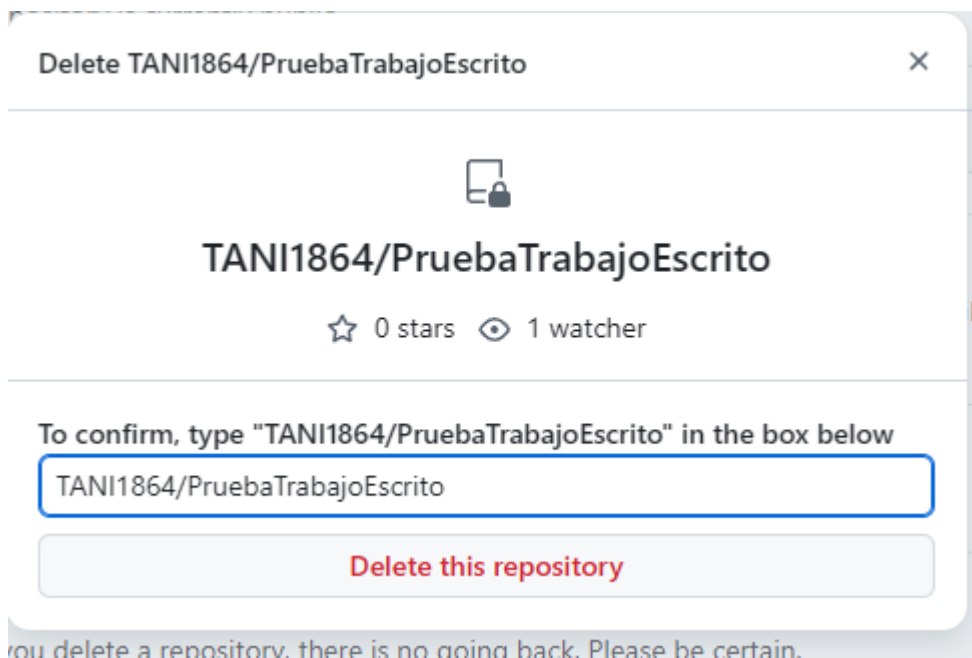 Delete TANI1864/PruebaTrabajoEscrito
TANI1864/PruebaTrabajoEscrito
0 stars 1 watcher
To confirm, type "TANI1864/PruebaTrabajoEscrito" in the box below
TANI1864/PruebaTrabajoEscrito
Delete this repository
you delete a repository, there is no going back. Please be certain.